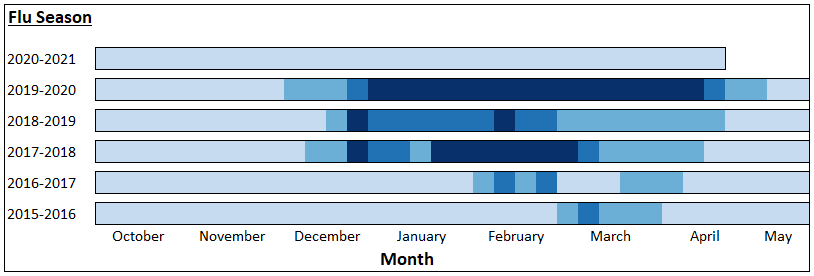 Flu Season
2020-2021
2019-2020
2018-2019
2017-2018
2016-2017
2015-2016
October November December January February March April May
Month